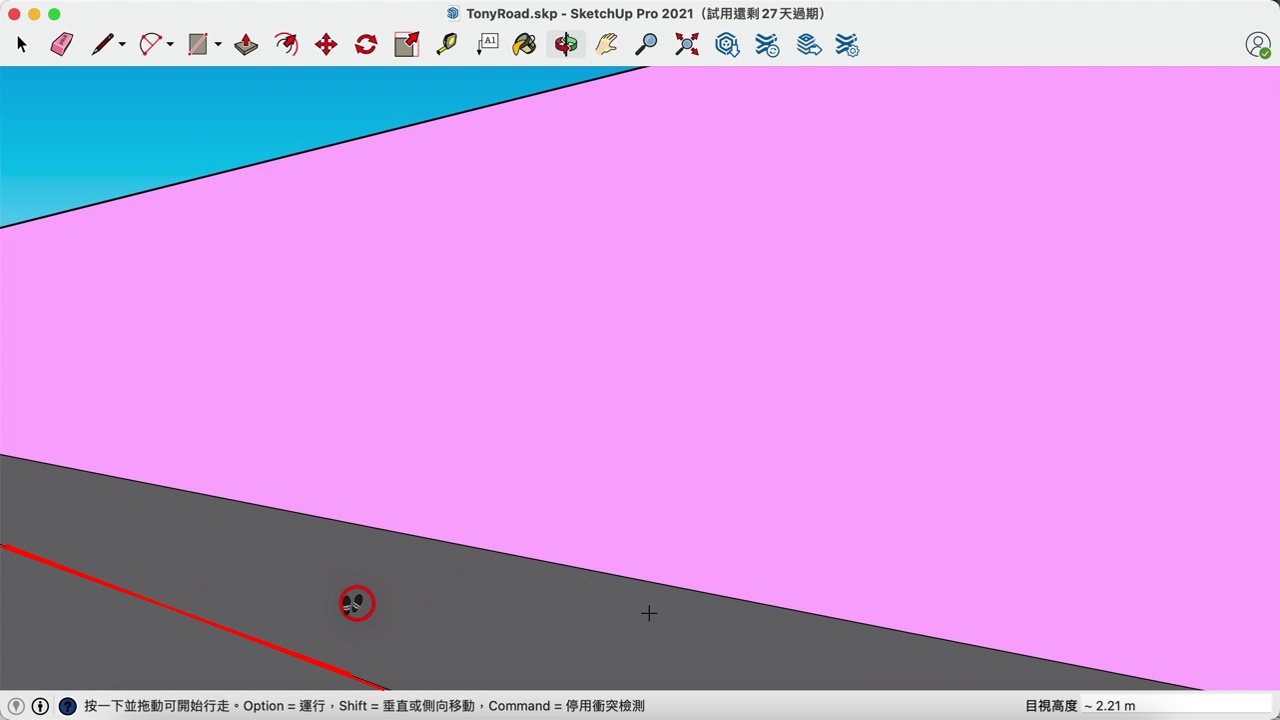 TonyRoad.skp - SketchUp Pro 2021（試用還剩 27 天過期）
A1
按一下並拖動可開始行走。Option = 運行，Shift = 垂直或側向移動，Command = 停用衝突檢測
目視高度 ~ 2.21 m